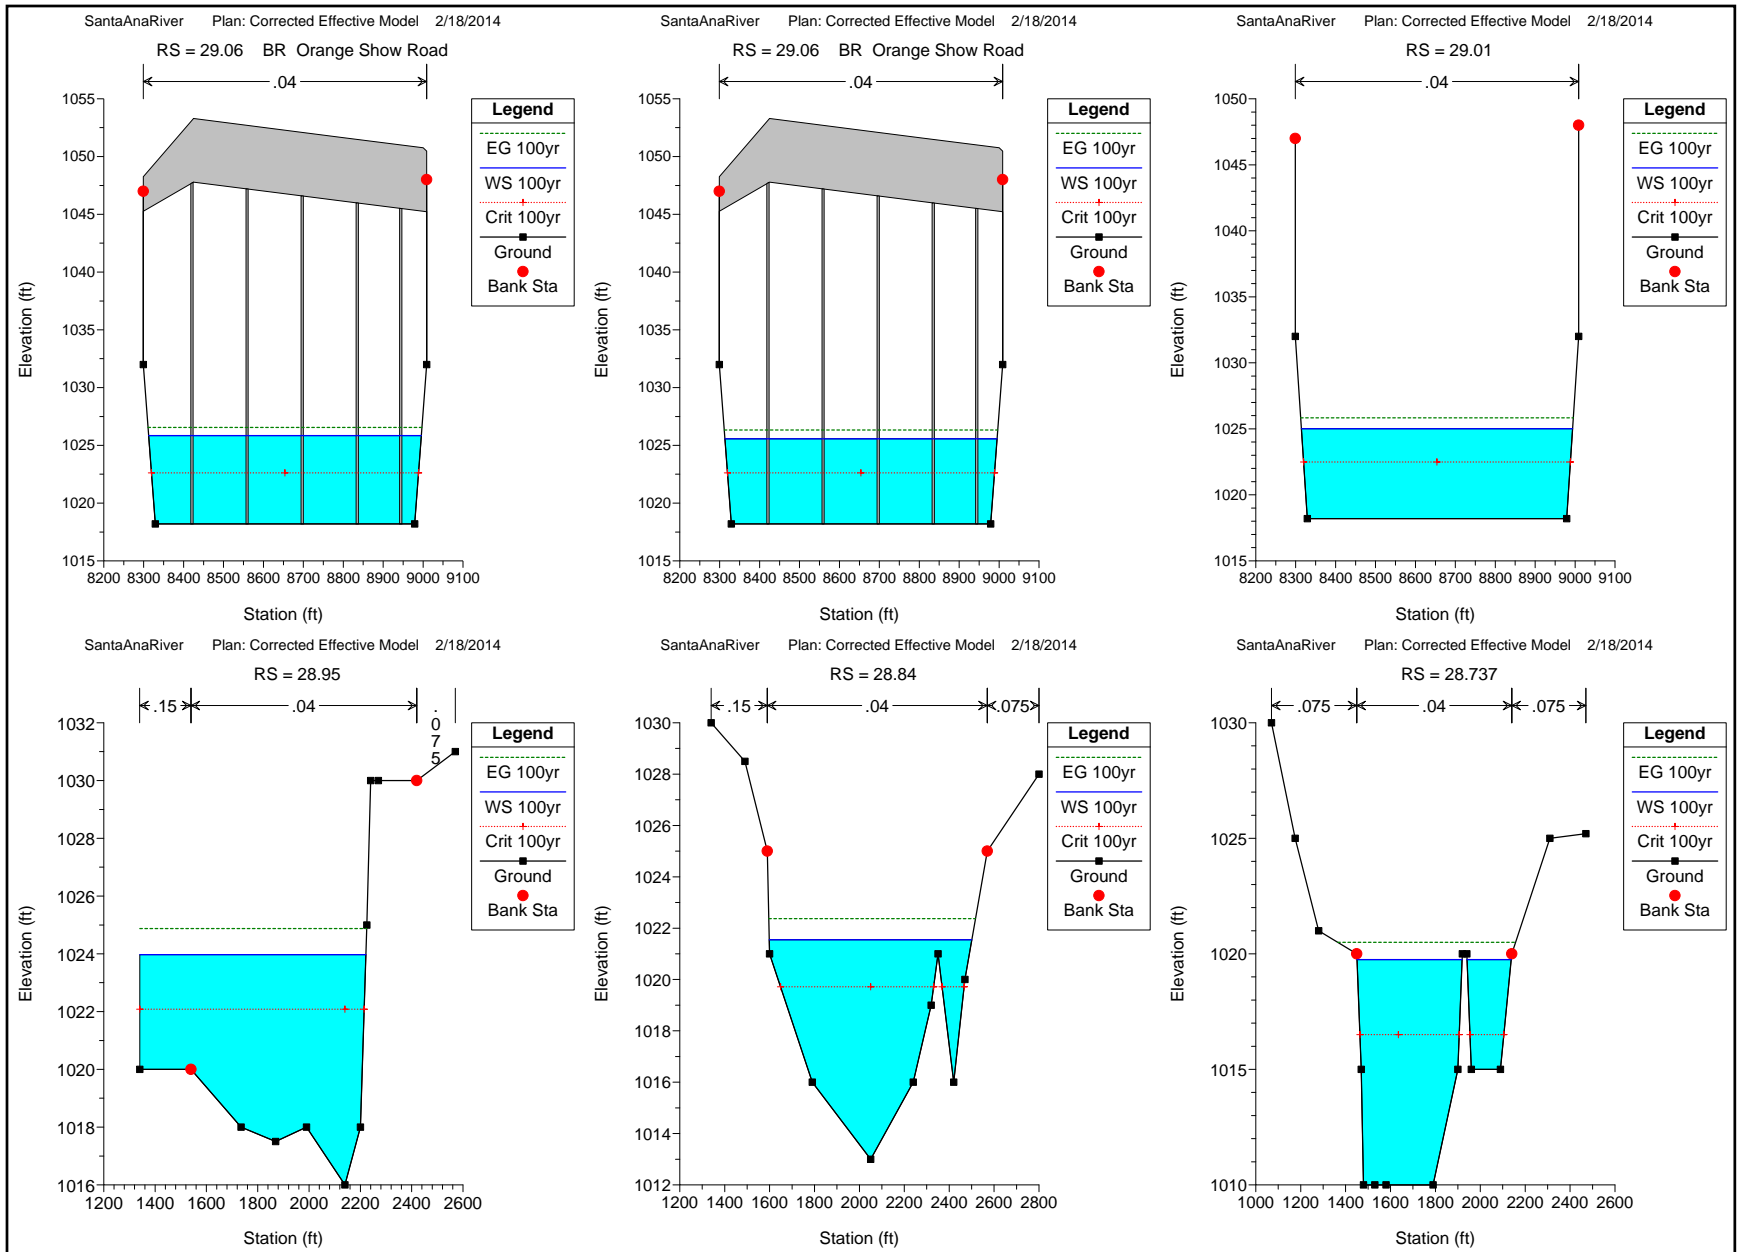 SantaAnaRiver Plan: Corrected Effective Model 2/18/2014
RS = 29.06 BR Orange Show Road
.04
1055
1050
1045
1040
1035
1030
1025
1020
1015
Elevation (ft)
8200 8300 8400 8500 8600 8700 8800 8900 9000 9100
Station (ft)
Legend
EG 100yr
WS 100yr
Crit 100yr
Ground
Bank Sta
SantaAnaRiver Plan: Corrected Effective Model 2/18/2014
RS = 29.06 BR Orange Show Road
.04
1055
1050
1045
1040
1035
1030
1025
1020
1015
Elevation (ft)
8200 8300 8400 8500 8600 8700 8800 8900 9000 9100
Station (ft)
Legend
EG 100yr
WS 100yr
Crit 100yr
Ground
Bank Sta
SantaAnaRiver Plan: Corrected Effective Model 2/18/2014
RS = 29.01
.04
1050
1045
1040
1035
1030
1025
1020
1015
Elevation (ft)
8200 8300 8400 8500 8600 8700 8800 8900 9000 9100
Station (ft)
Legend
EG 100yr
WS 100yr
Crit 100yr
Ground
Bank Sta
SantaAnaRiver Plan: Corrected Effective Model 2/18/2014
RS = 28.95
.15 .04 .075
1032
1030
1028
1026
1024
1022
1020
1018
1016
Elevation (ft)
1200 1400 1600 1800 2000 2200 2400 2600
Station (ft)
Legend
EG 100yr
WS 100yr
Crit 100yr
Ground
Bank Sta
SantaAnaRiver Plan: Corrected Effective Model 2/18/2014
RS = 28.84
.15 .04 .075
1030
1028
1026
1024
1022
1020
1018
1016
1014
1012
Elevation (ft)
1200 1400 1600 1800 2000 2200 2400 2600 2800
Station (ft)
Legend
EG 100yr
WS 100yr
Crit 100yr
Ground
Bank Sta
SantaAnaRiver Plan: Corrected Effective Model 2/18/2014
RS = 28.737
.075 .04 .075
1030
1025
1020
1015
1010
Elevation (ft)
1000 1200 1400 1600 1800 2000 2200 2400 2600
Station (ft)
Legend
EG 100yr
WS 100yr
Crit 100yr
Ground
Bank Sta